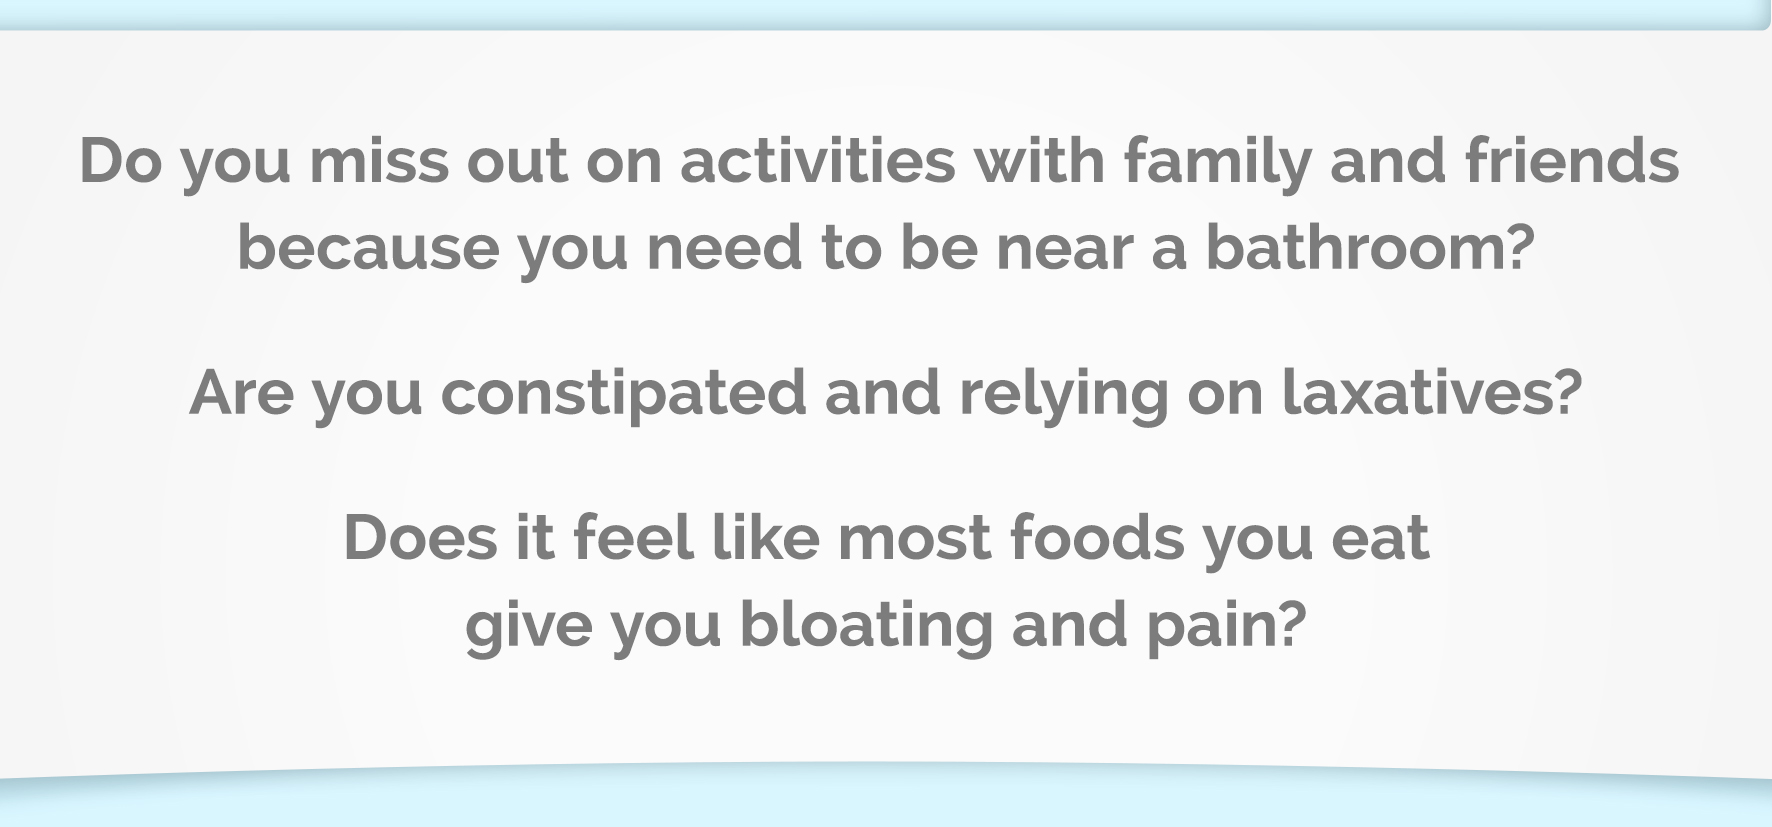 Do you miss out on activities with family and friends
because you need to be near a bathroom?
Are you constipated and relying on laxatives?
Does it feel like most foods you eat
give you bloating and pain?